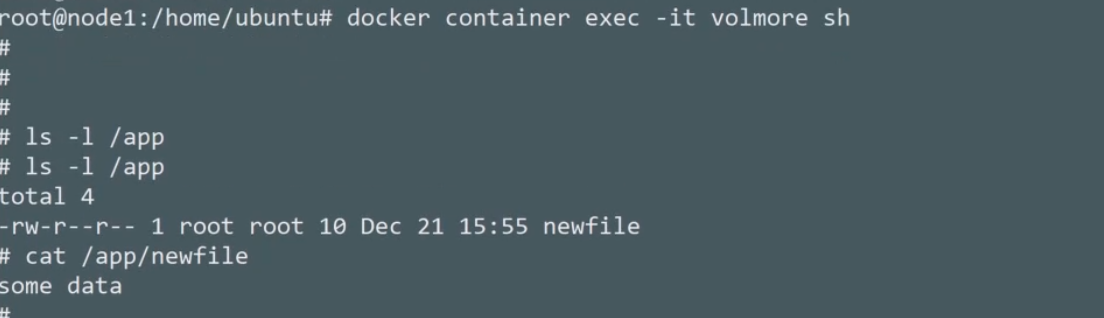 root@node1:/home/ubuntu# docker container exec -it volmore sh
#
#
#
# ls -l /app
# ls -l /app
total 4
-rw-r--r-- 1 root root 10 Dec 21 15:55 newfile
# cat /app/newfile
some data
#